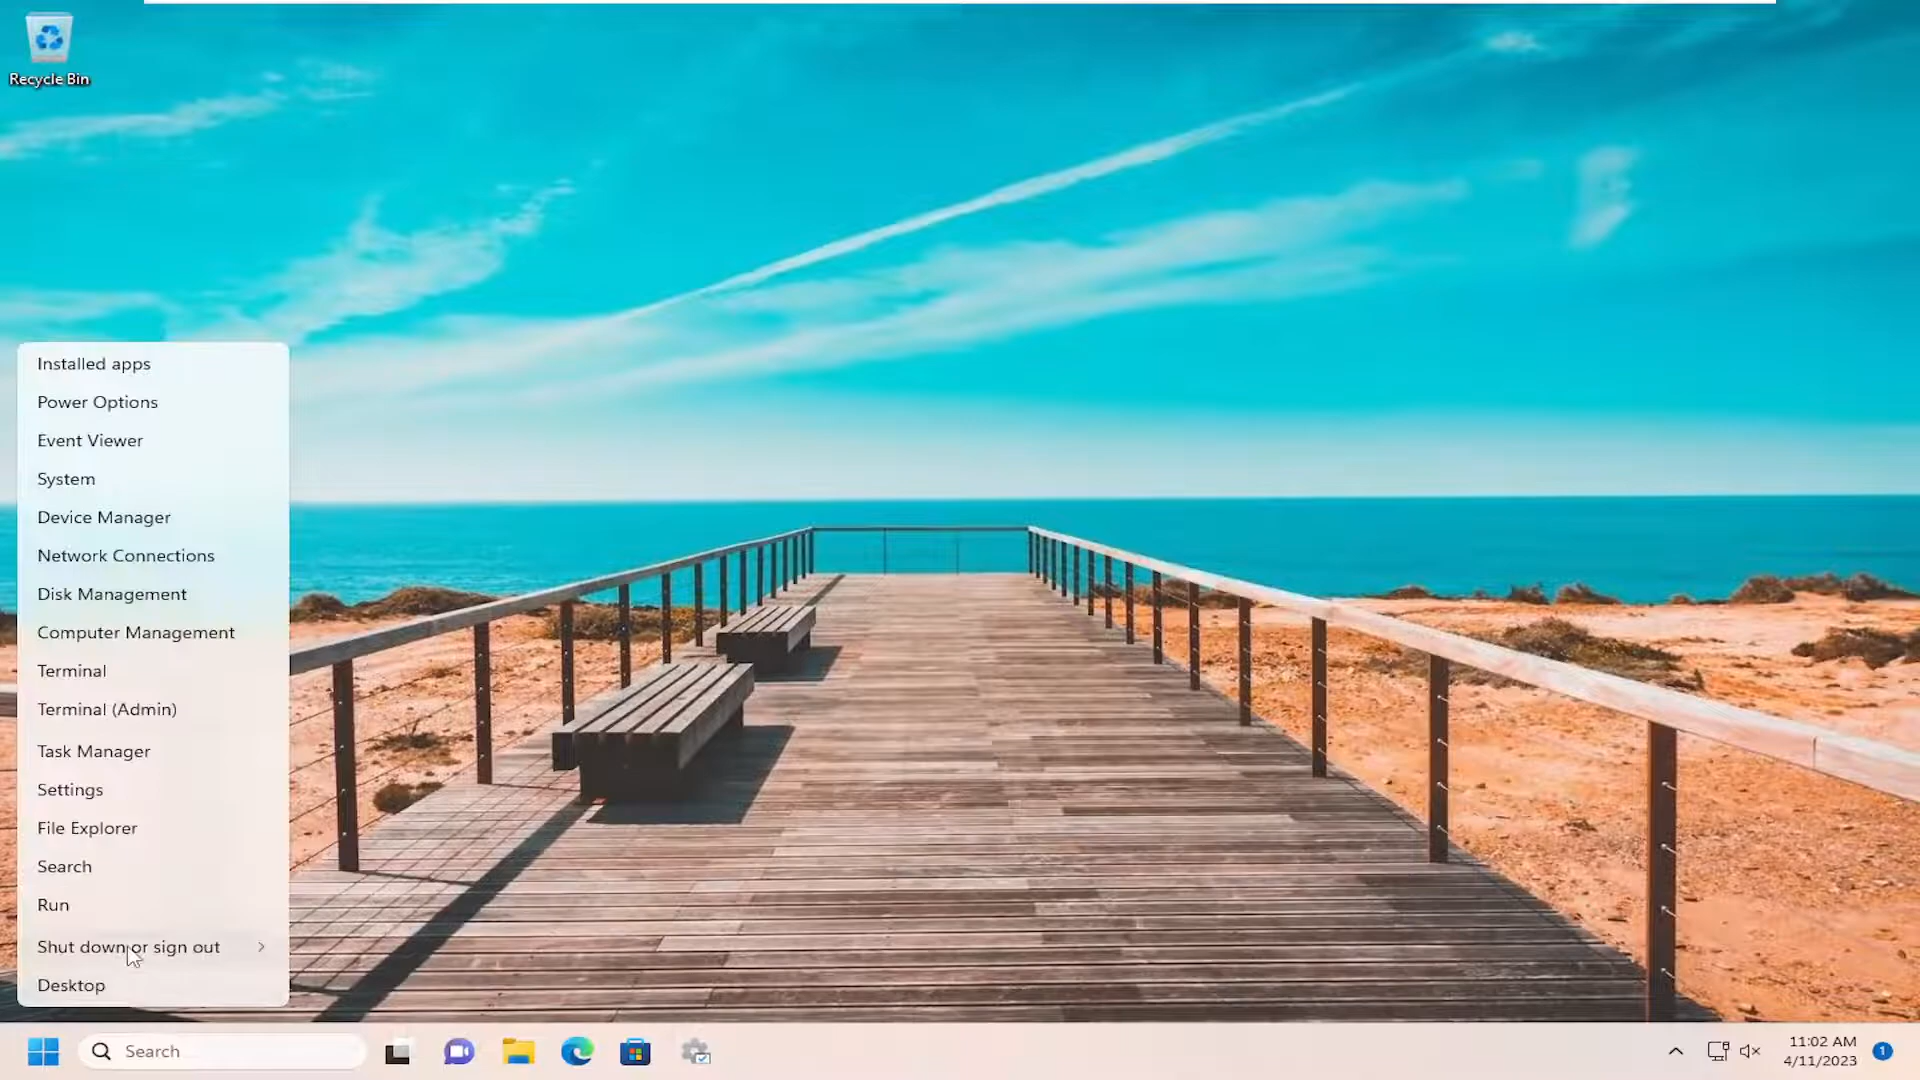 Recycle Bin
Installed apps
Power Options
Event Viewer
System
Device Manager
Network Connections
Disk Management
Computer Management
Terminal
Terminal (Admin)
Task Manager
Settings
File Explorer
Search
Run
Shut down or sign out
Desktop
Search
11:02 AM
4/11/2023
1